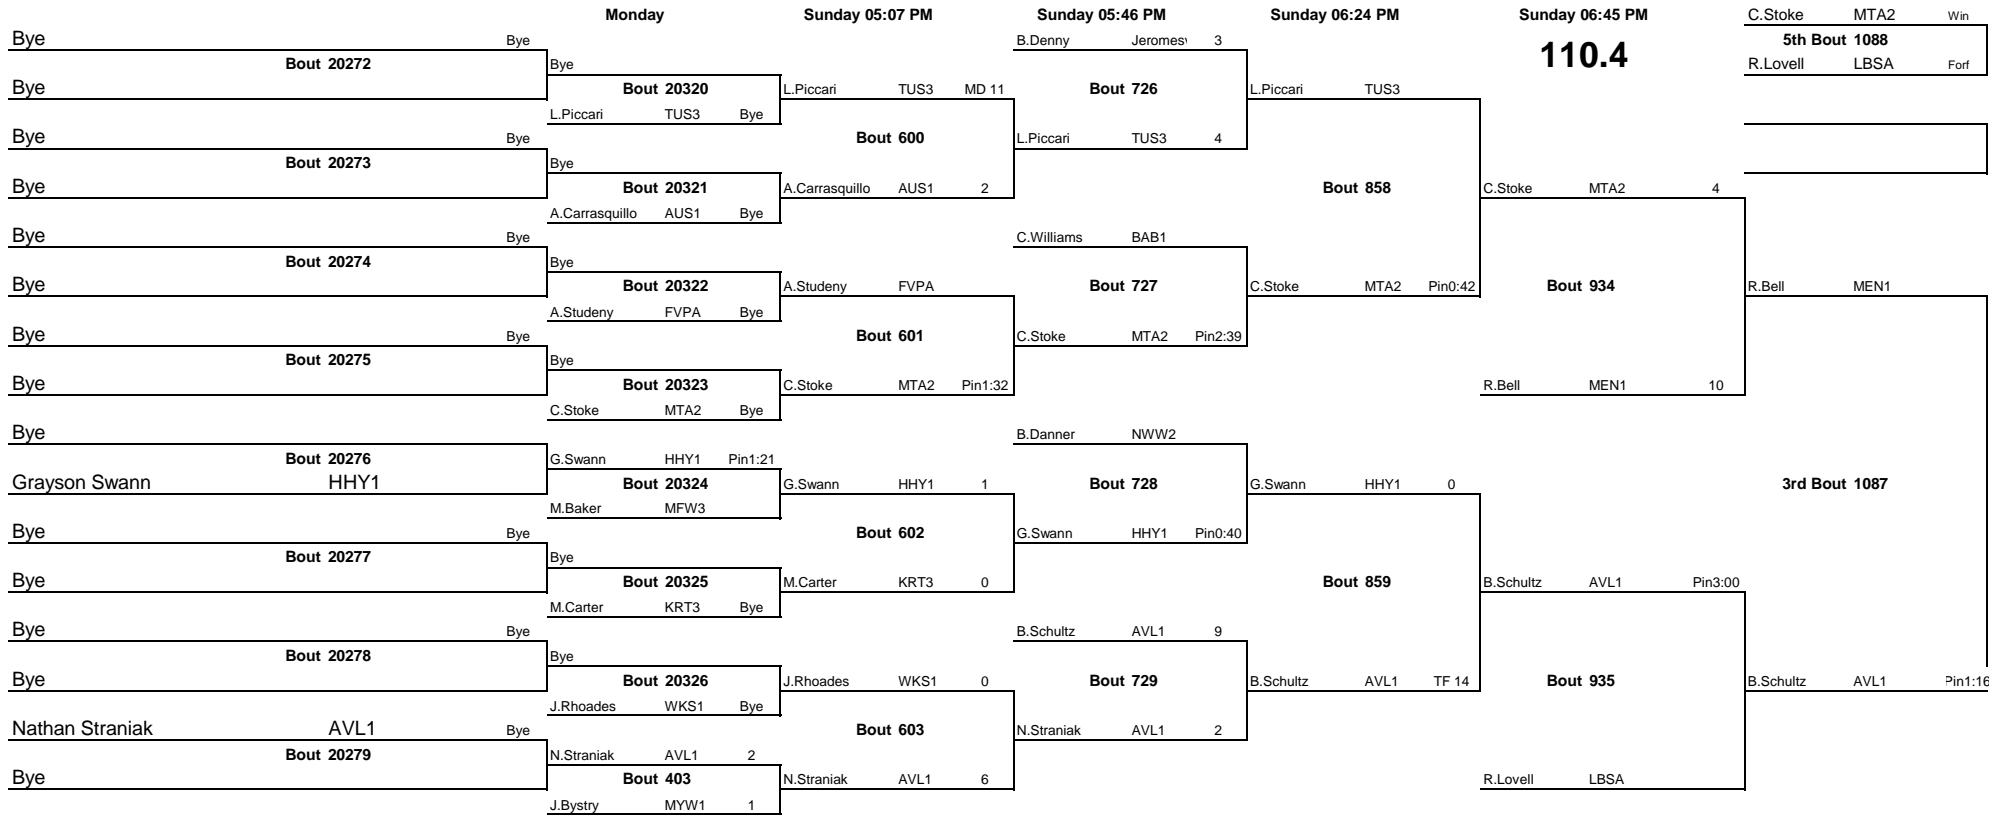 Monday Sunday 05:07 PM Sunday 05:46 PM Sunday 06:24 PM Sunday 06:45 PM C.Stoke MTA2 Win
Bye Bye B.Denny Jeromes 3 110.4 5th Bout 1088
Bout 20272 Bye R.Lovell LBSA Forf
Bye Bout 20320 L.Piccari TUS3 MD 11 Bout 726 L.Piccari TUS3
L.Piccari TUS3 Bye
Bye Bye Bout 600 L.Piccari TUS3 4
Bout 20273 Bye
Bye Bout 20321 A.Carrasquillo AUS1 2 Bout 858 C.Stoke MTA2 4
A.Carrasquillo AUS1 Bye
Bye Bye C.Williams BAB1
Bout 20274 Bye
Bye Bout 20322 A.Studeny FVPA Bout 727 C.Stoke MTA2 Pin0:42 Bout 934 R.Bell MEN1
A.Studeny FVPA Bye
Bye Bye Bout 601 C.Stoke MTA2 Pin2:39
Bout 20275 Bye
Bye Bout 20323 C.Stoke MTA2 Pin1:32 R.Bell MEN1 10
C.Stoke MTA2 Bye
Bye B.Danner NWW2
Bout 20276 G.Swann HHY1 Pin1:21
Grayson Swann HHY1 Bout 20324 G.Swann HHY1 1 Bout 728 G.Swann HHY1 0 3rd Bout 1087
M.Baker MFW3
Bye Bye Bout 602 G.Swann HHY1 Pin0:40
Bout 20277 Bye
Bye Bout 20325 M.Carter KRT3 0 Bout 859 B.Schultz AVL1 Pin3:00
M.Carter KRT3 Bye
Bye Bye B.Schultz AVL1 9
Bout 20278 Bye
Bye Bout 20326 J.Rhoades WKS1 0 Bout 729 B.Schultz AVL1 TF 14 Bout 935 B.Schultz AVL1 Pin1:16
J.Rhoades WKS1 Bye
Nathan Straniak AVL1 Bye Bout 603 N.Straniak AVL1 2
Bout 20279 N.Straniak AVL1 2
Bye Bout 403 N.Straniak AVL1 6 R.Lovell LBSA
J.Bystry MYW1 1